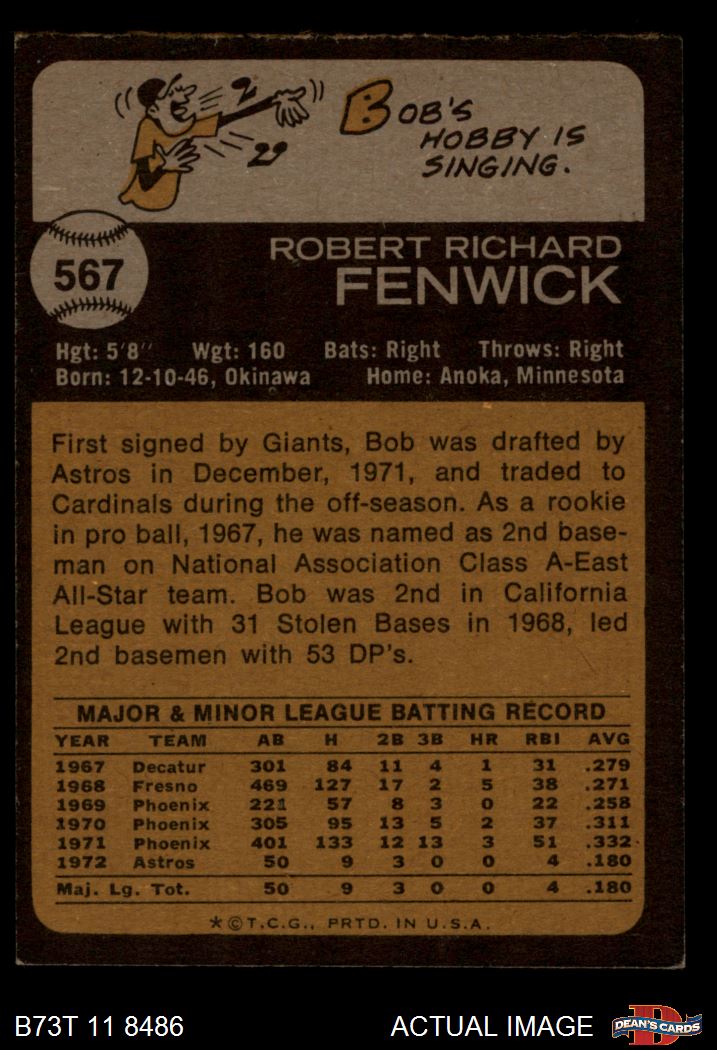 BOB'S
HOBBY IS
SINGING.
567
ROBERT RICHARD
FENWICK
Hgt: 5'8'' Wgt: 160 Bats: Right Throws: Right
Born: 12-10-46, Okinawa Home: Anoka, Minnesota
First signed by Giants, Bob was drafted by
Astros in December, 1971, and traded to
Cardinals during the off-season. As a rookie
in pro ball, 1967, he was named as 2nd base-
man on National Association Class A-East
All-Star team. Bob was 2nd in California
League with 31 Stolen Bases in 1968, led
2nd basemen with 53 DP's.
MAJOR & MINOR LEAGUE BATTING RECORD
YEAR TEAM AB H 2B 3B HR RBI AVG
1967 Decatur 301 84 11 4 1 31 .279
1968 Fresno 469 127 17 2 5 38 .271
1969 Phoenix 221 57 8 3 0 22 .258
1970 Phoenix 305 95 13 5 2 37 .311
1971 Phoenix 401 133 12 13 3 51 .332
1972 Astros 50 9 3 0 0 4 .180
Maj. Lg. Tot. 50 9 3 0 0 4 .180
*©T.C.G., PRTD. IN U.S.A.
B73T 11 8486 ACTUAL IMAGE
D
DEAN'S CARDS